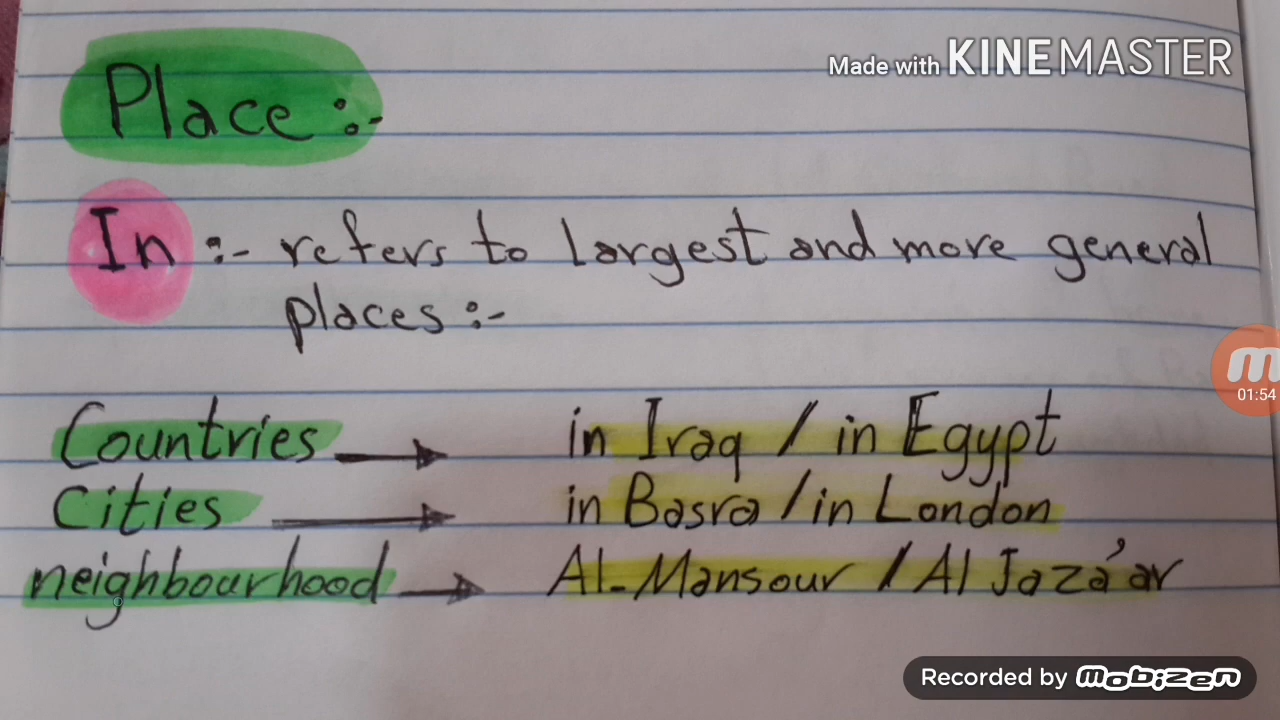 Made with KINEMASTER
Place :-
In :- refers to largest and more general
places :-
Countries → in Iraq / in Egypt
Cities → in Basra / in London
neighbourhood → Al-Mansour / Al Jaza'ar
01:54
Recorded by mobizen